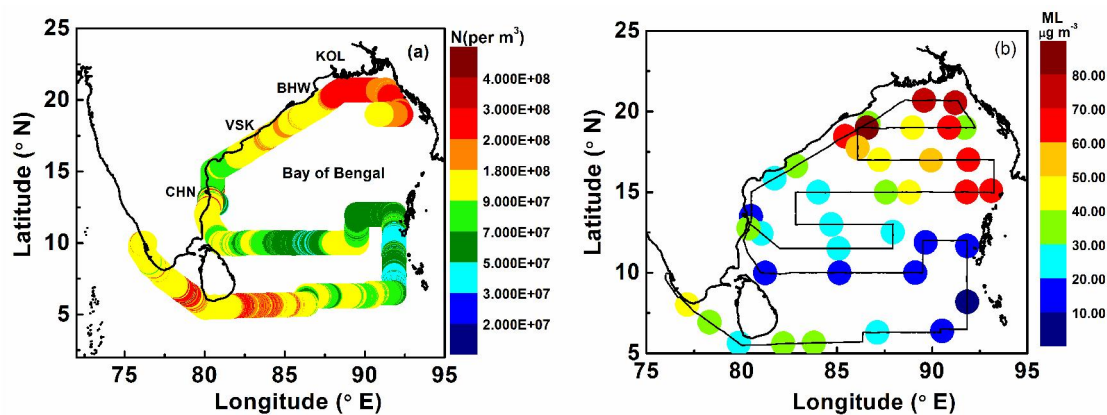 N(per m³)
(a)
KOL
BHW
VSK
CHN
Bay of Bengal
4.000E+08
3.000E+08
2.000E+08
1.800E+08
9.000E+07
7.000E+07
5.000E+07
3.000E+07
2.000E+07
25
20
15
10
5
Latitude (° N)
75 80 85 90 95
Longitude (° E)
ML
µg m⁻³
(b)
80.00
70.00
60.00
50.00
40.00
30.00
20.00
10.00
25
20
15
10
5
Latitude (° N)
75 80 85 90 95
Longitude (° E)